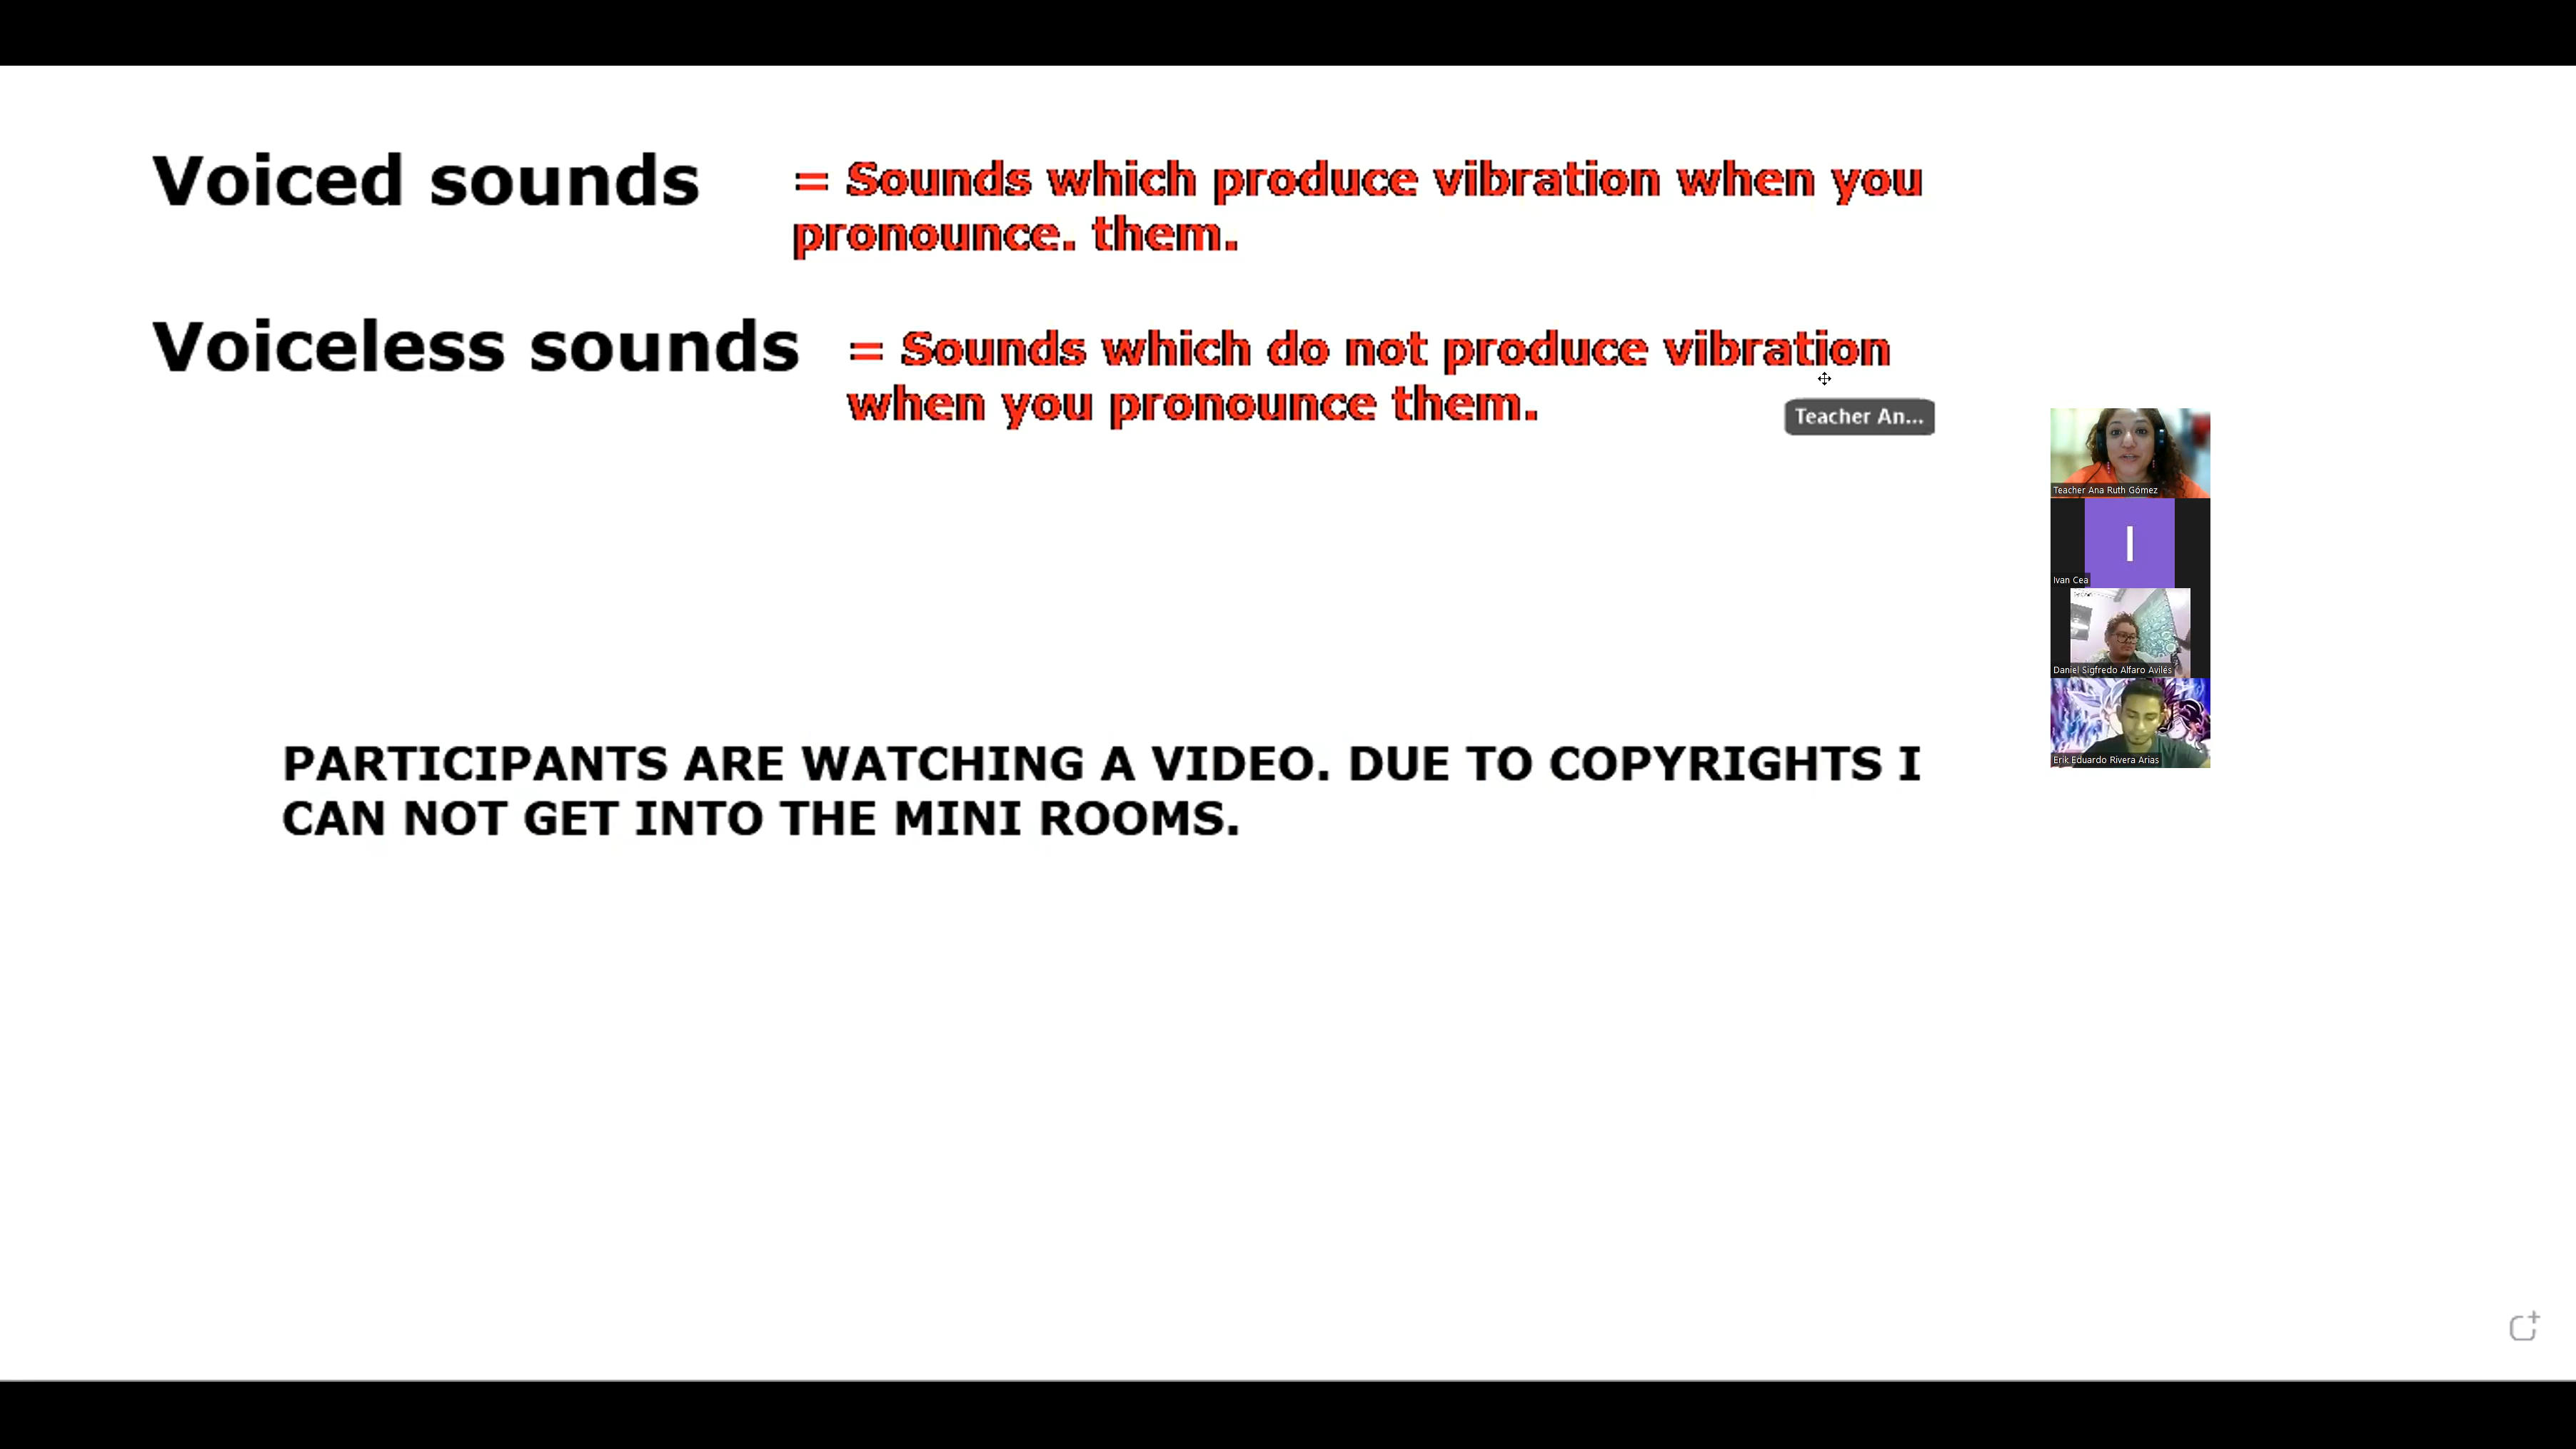 Voiced sounds
= Sounds which produce vibration when you
pronounce. them.
Voiceless sounds
= Sounds which do not produce vibration
when you pronounce them.
Teacher An...
Teacher Ana Ruth Gómez
I
Ivan Cea
Daniel Sigfredo Alfaro Avilés
Erik Eduardo Rivera Arias
PARTICIPANTS ARE WATCHING A VIDEO. DUE TO COPYRIGHTS I
CAN NOT GET INTO THE MINI ROOMS.